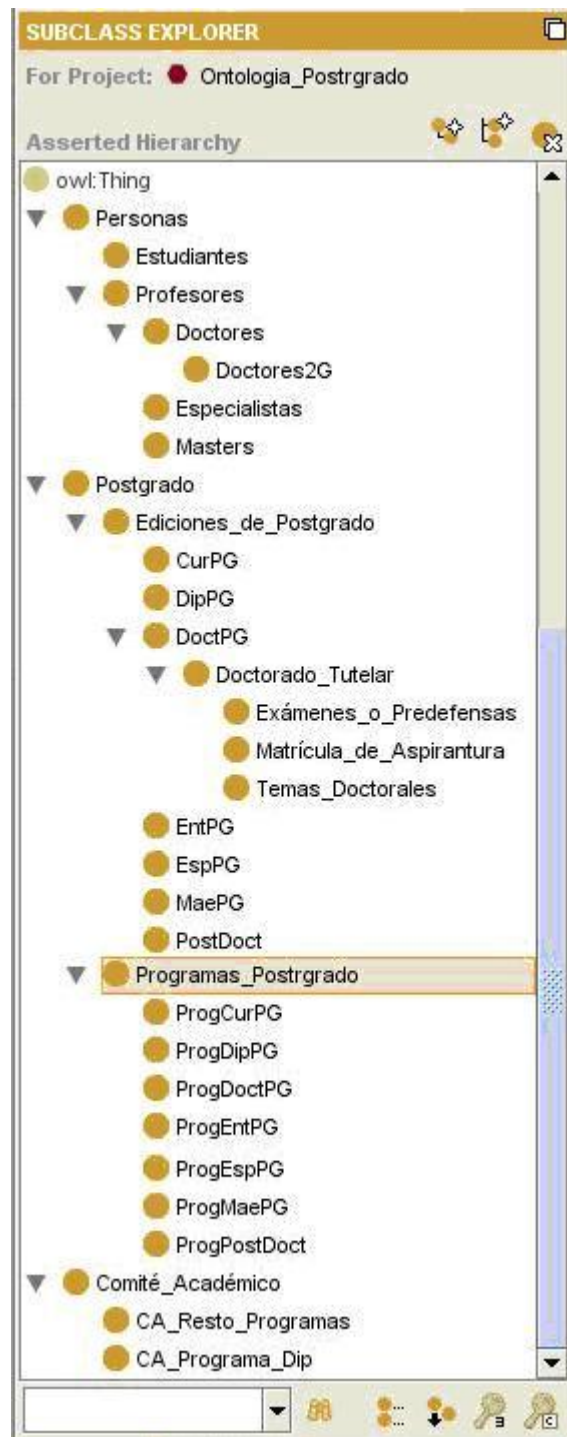 SUBCLASS EXPLORER
For Project: Ontologia_Postrgrado
Asserted Hierarchy
owl:Thing
Personas
Estudiantes
Profesores
Doctores
Doctores2G
Especialistas
Masters
Postgrado
Ediciones_de_Postgrado
CurPG
DipPG
DoctPG
Doctorado_Tutelar
Exámenes_o_Predefensas
Matrícula_de_Aspirantura
Temas_Doctorales
EntPG
EspPG
MaePG
PostDoct
Programas_Postrgrado
ProgCurPG
ProgDipPG
ProgDoctPG
ProgEntPG
ProgEspPG
ProgMaePG
ProgPostDoct
Comité_Académico
CA_Resto_Programas
CA_Programa_Dip